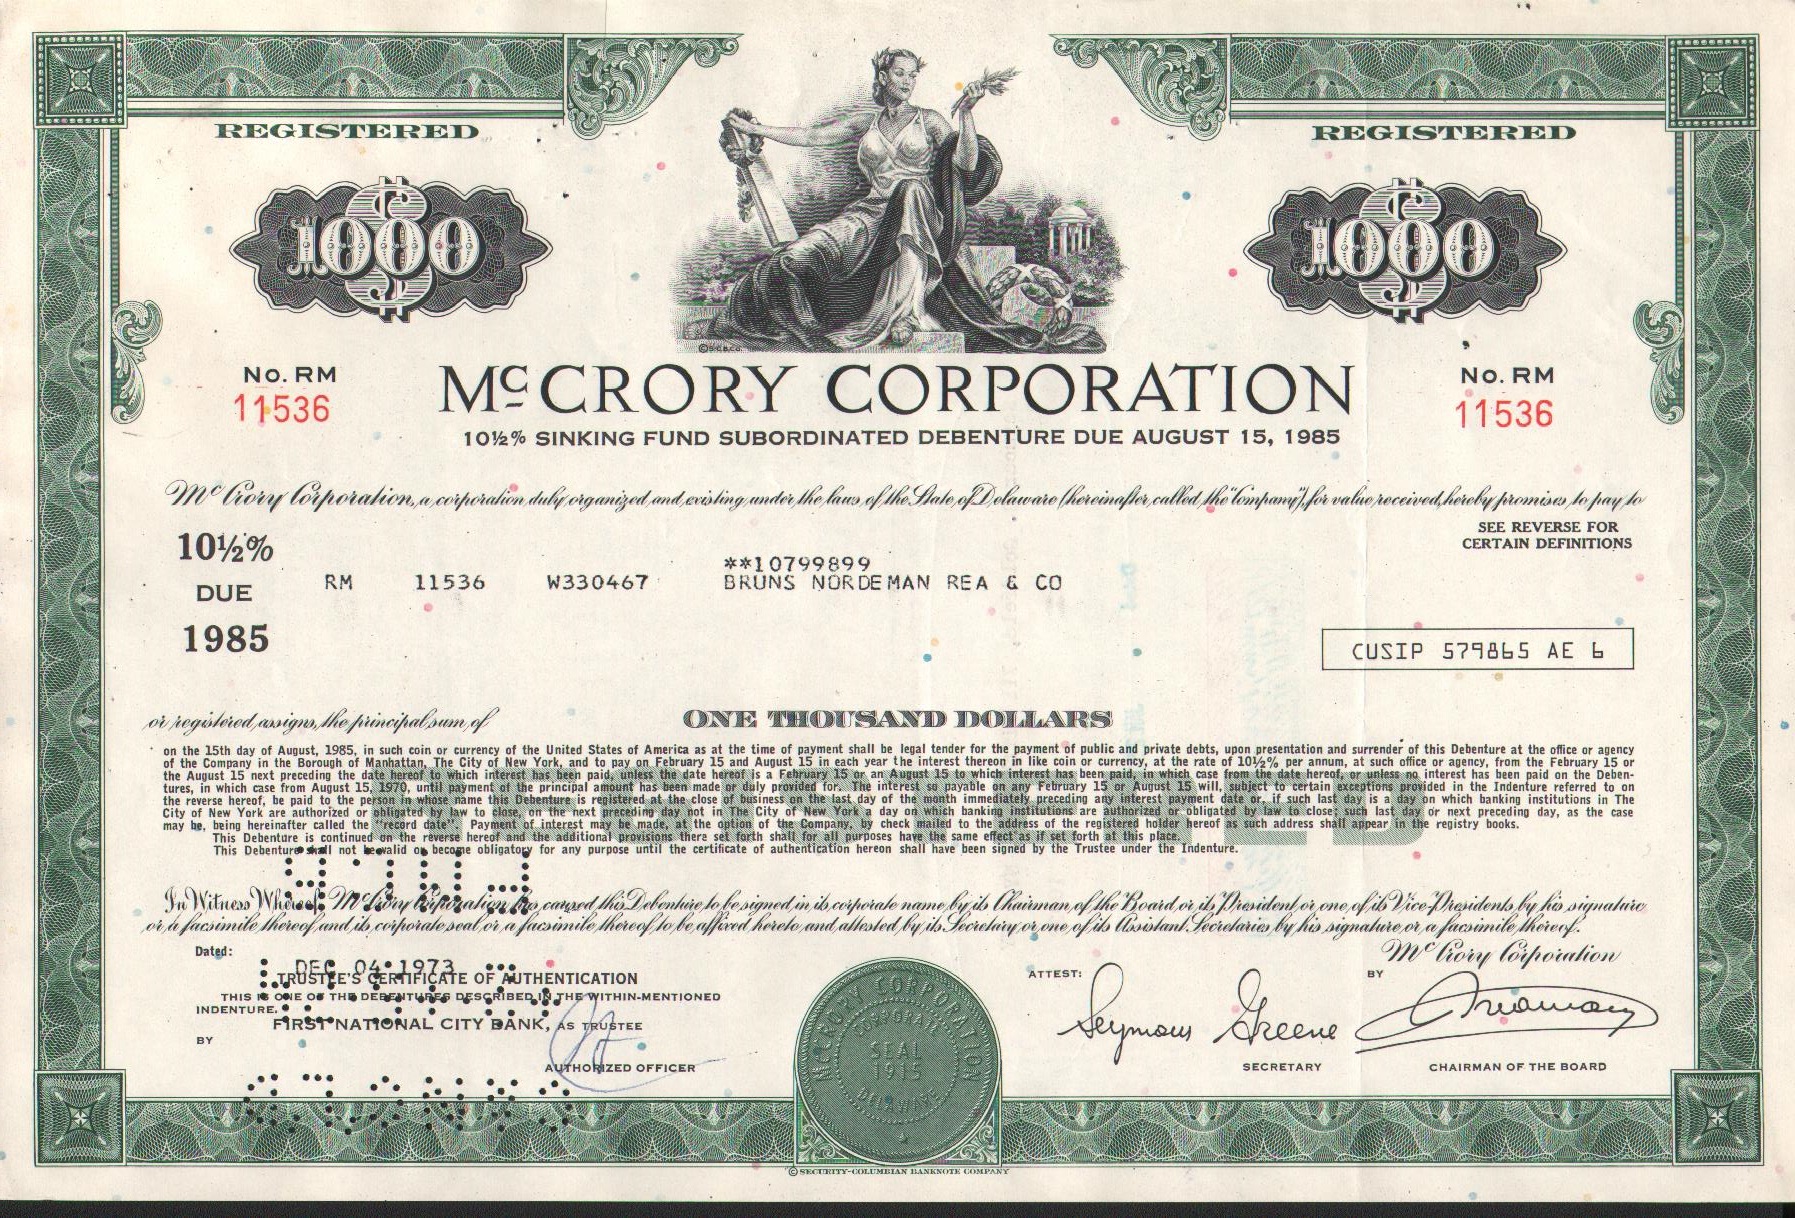 REGISTERED
REGISTERED
$1000
$1000
©S.C.B.CO.
No. RM
11536
No. RM
11536
McCRORY CORPORATION
10½% SINKING FUND SUBORDINATED DEBENTURE DUE AUGUST 15, 1985
McCrory Corporation, a corporation duly organized and existing under the laws of the State of Delaware (hereinafter called the "Company"), for value received, hereby promises to pay to
SEE REVERSE FOR
CERTAIN DEFINITIONS
10½%
DUE
1985
**10799899
RM 11536 W330467 BRUNS NORDEMAN REA & CO
CUSIP 579865 AE 6
or registered assigns, the principal sum of ONE THOUSAND DOLLARS
on the 15th day of August, 1985, in such coin or currency of the United States of America as at the time of payment shall be legal tender for the payment of public and private debts, upon presentation and surrender of this Debenture at the office or agency
of the Company in the Borough of Manhattan, The City of New York, and to pay on February 15 and August 15 in each year the interest thereon in like coin or currency, at the rate of 10½% per annum, at such office or agency, from the February 15 or
the August 15 next preceding the date hereof to which interest has been paid, unless the date hereof is a February 15 or an August 15 to which interest has been paid, in which case from the date hereof, or unless no interest has been paid on the Deben-
tures, in which case from August 15, 1970, until payment of the principal amount has been made or duly provided for. The interest so payable on any February 15 or August 15 will, subject to certain exceptions provided in the Indenture referred to on
the reverse hereof, be paid to the person in whose name this Debenture is registered at the close of business on the last day of the month immediately preceding any interest payment date or, if such last day is a day on which banking institutions in The
City of New York are authorized or obligated by law to close, on the next preceding day not in The City of New York a day on which banking institutions are authorized or obligated by law to close; such last day or next preceding day, as the case
may be, being hereinafter called the "record date". Payment of interest may be made, at the option of the Company, by check mailed to the address of the registered holder hereof as such address shall appear in the registry books.
This Debenture is continued on the reverse hereof and the additional provisions there set forth shall for all purposes have the same effect as if set forth at this place.
This Debenture shall not be valid or become obligatory for any purpose until the certificate of authentication hereon shall have been signed by the Trustee under the Indenture.
In Witness Whereof, McCrory Corporation has caused this Debenture to be signed in its corporate name by its Chairman of the Board or its President or one of its Vice-Presidents by his signature
or a facsimile thereof, and its corporate seal or a facsimile thereof, to be affixed hereto and attested by its Secretary or one of its Assistant Secretaries by his signature or a facsimile thereof.
Dated:
DEC 04 1973
TRUSTEE'S CERTIFICATE OF AUTHENTICATION
THIS IS ONE OF THE DEBENTURES DESCRIBED IN THE WITHIN-MENTIONED
INDENTURE.
FIRST NATIONAL CITY BANK, AS TRUSTEE
BY
AUTHORIZED OFFICER
McCRORY CORPORATION
CORPORATE
SEAL
1915
DELAWARE
McCrory Corporation
ATTEST:
BY
Seymour Greene
SECRETARY
CHAIRMAN OF THE BOARD
© SECURITY-COLUMBIAN BANKNOTE COMPANY